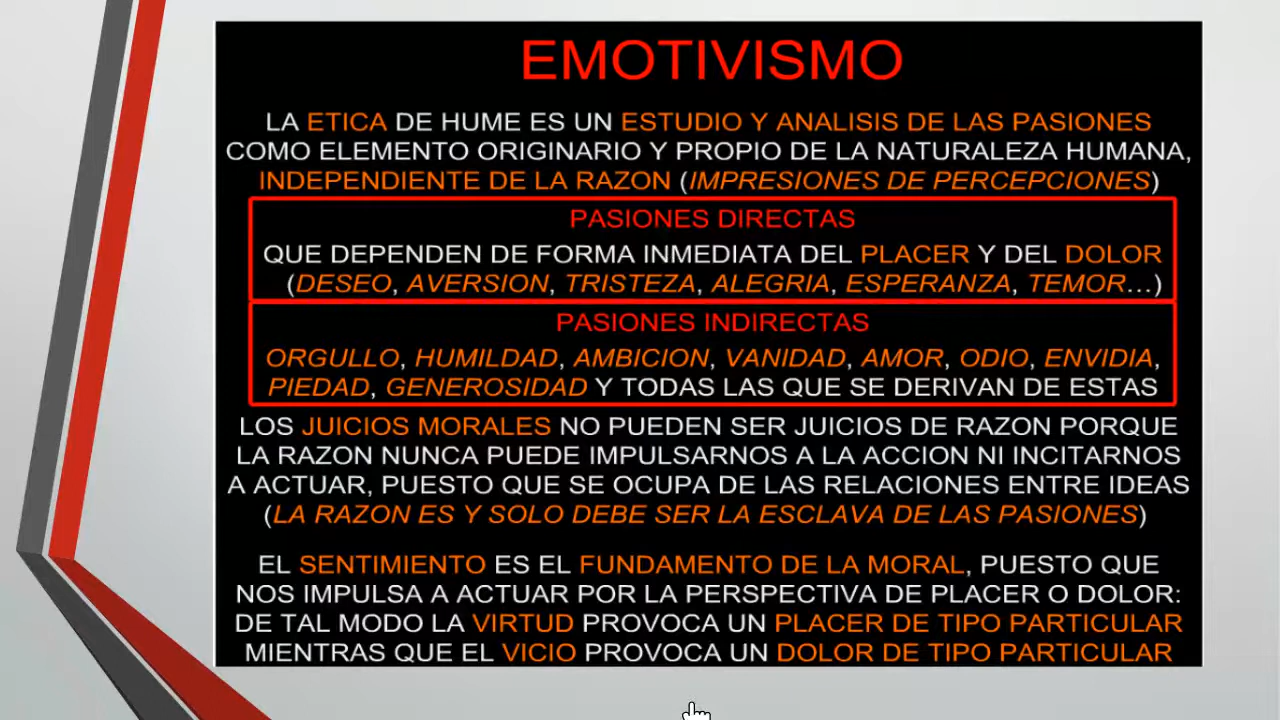 EMOTIVISMO
LA ETICA DE HUME ES UN ESTUDIO Y ANALISIS DE LAS PASIONES
COMO ELEMENTO ORIGINARIO Y PROPIO DE LA NATURALEZA HUMANA,
INDEPENDIENTE DE LA RAZON (IMPRESIONES DE PERCEPCIONES)
PASIONES DIRECTAS
QUE DEPENDEN DE FORMA INMEDIATA DEL PLACER Y DEL DOLOR
(DESEO, AVERSION, TRISTEZA, ALEGRIA, ESPERANZA, TEMOR...)
PASIONES INDIRECTAS
ORGULLO, HUMILDAD, AMBICION, VANIDAD, AMOR, ODIO, ENVIDIA,
PIEDAD, GENEROSIDAD Y TODAS LAS QUE SE DERIVAN DE ESTAS
LOS JUICIOS MORALES NO PUEDEN SER JUICIOS DE RAZON PORQUE
LA RAZON NUNCA PUEDE IMPULSARNOS A LA ACCION NI INCITARNOS
A ACTUAR, PUESTO QUE SE OCUPA DE LAS RELACIONES ENTRE IDEAS
(LA RAZON ES Y SOLO DEBE SER LA ESCLAVA DE LAS PASIONES)
EL SENTIMIENTO ES EL FUNDAMENTO DE LA MORAL, PUESTO QUE
NOS IMPULSA A ACTUAR POR LA PERSPECTIVA DE PLACER O DOLOR:
DE TAL MODO LA VIRTUD PROVOCA UN PLACER DE TIPO PARTICULAR
MIENTRAS QUE EL VICIO PROVOCA UN DOLOR DE TIPO PARTICULAR